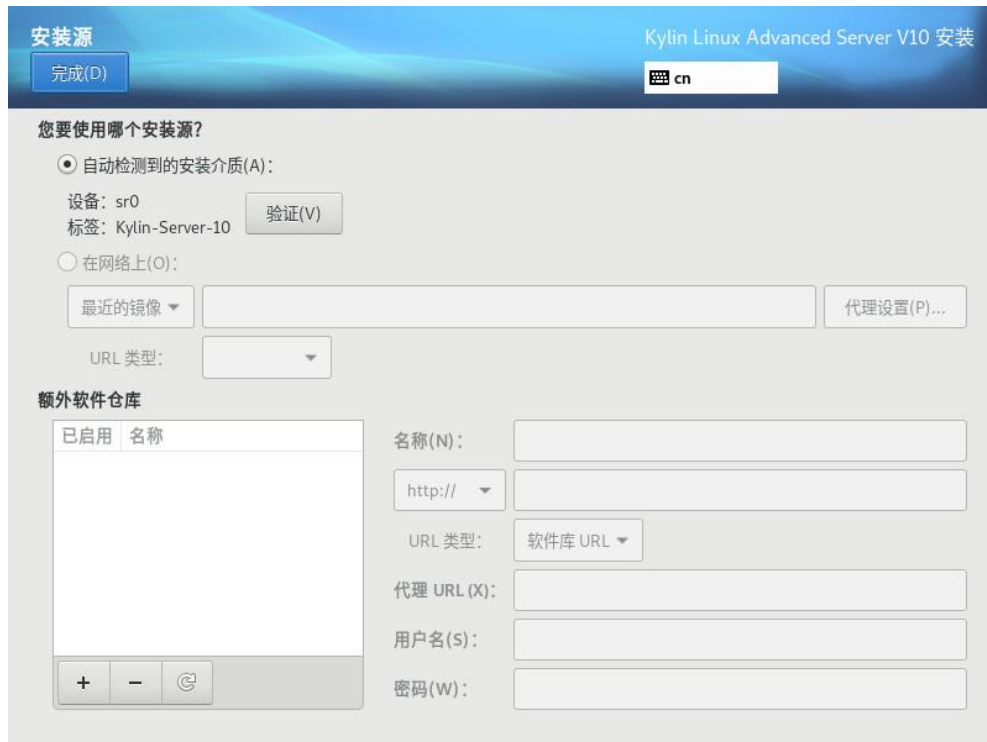 安装源
Kylin Linux Advanced Server V10 安装
完成(D)
cn
您要使用哪个安装源？
自动检测到的安装介质(A)：
设备：sr0
标签：Kylin-Server-10
验证(V)
在网络上(O)：
最近的镜像
代理设置(P)...
URL 类型：
额外软件仓库
已启用 名称
名称(N)：
http://
URL 类型：
软件库 URL
代理 URL(X)：
用户名(S)：
密码(W)：